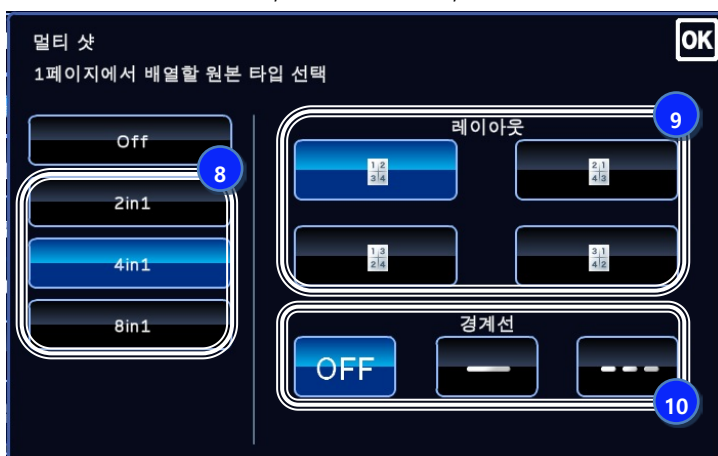 멀티 샷
OK
1페이지에서 배열할 원본 타입 선택
Off
8
2in1
4in1
8in1
레이아웃
9
1 2
3 4
2 1
4 3
1 3
2 4
3 1
4 2
경계선
OFF
10